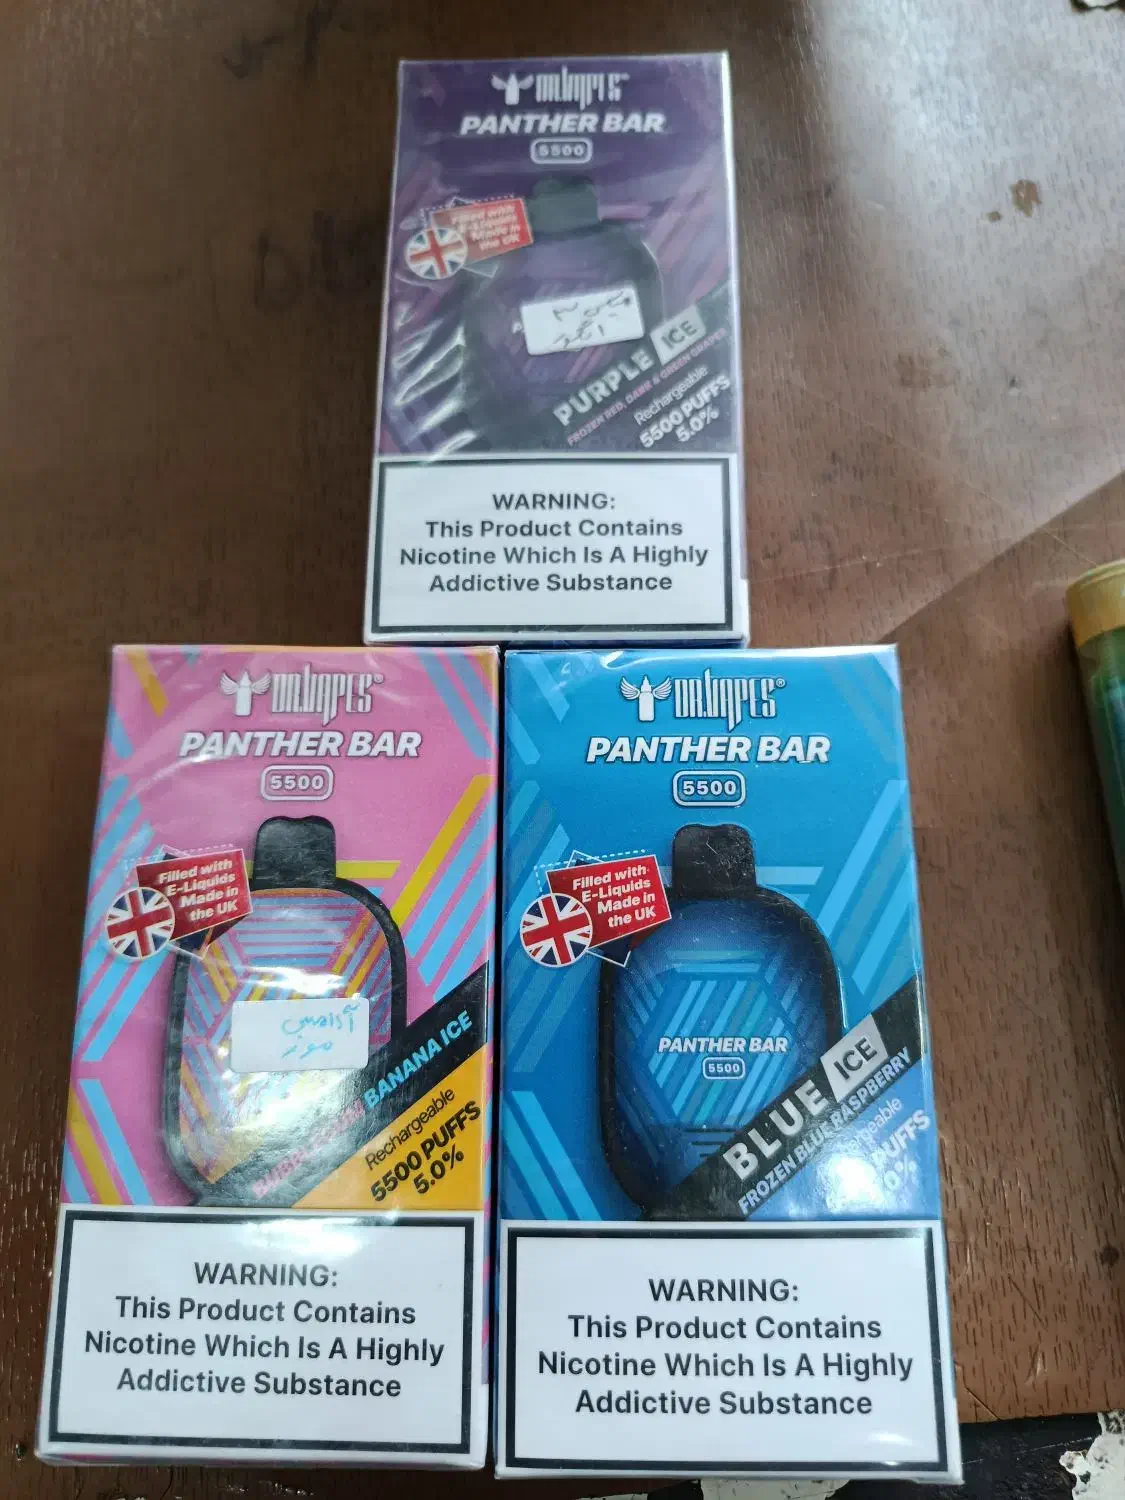 DR.VAPES®
PANTHER BAR
5500
Filled with
E-Liquids
Made in
the UK
PURPLE ICE
FROZEN RED, DARK & GREEN GRAPES
Rechargeable
5500 PUFFS
5.0%
WARNING:
This Product Contains
Nicotine Which Is A Highly
Addictive Substance
DR.VAPES®
PANTHER BAR
5500
Filled with
E-Liquids
Made in
the UK
آدامس
موز
BANANA ICE
Rechargeable
5500 PUFFS
5.0%
WARNING:
This Product Contains
Nicotine Which Is A Highly
Addictive Substance
DR.VAPES®
PANTHER BAR
5500
Filled with
E-Liquids
Made in
the UK
PANTHER BAR
5500
BLUE ICE
FROZEN BLUE RASPBERRY
PUFFS
WARNING:
This Product Contains
Nicotine Which Is A Highly
Addictive Substance